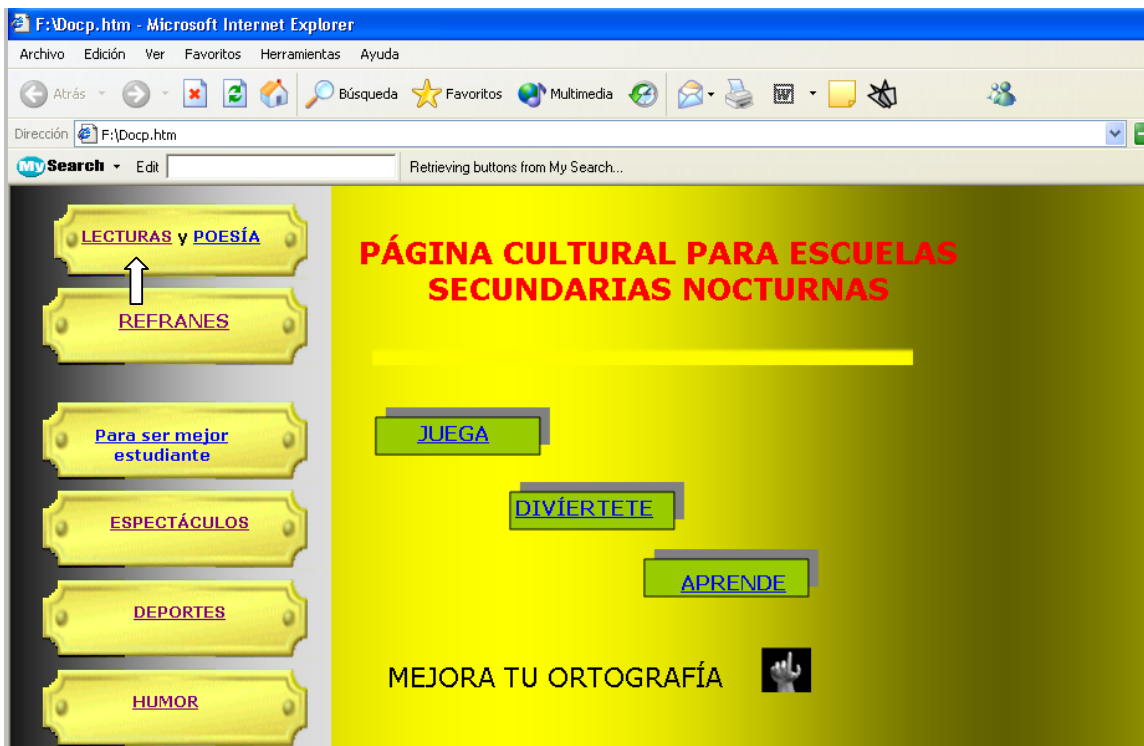 F:\Docp.htm - Microsoft Internet Explorer
Archivo Edición Ver Favoritos Herramientas Ayuda
Atrás Búsqueda Favoritos Multimedia
Dirección F:\Docp.htm
My Search Edit Retrieving buttons from My Search...
LECTURAS y POESÍA
REFRANES
Para ser mejor
estudiante
ESPECTÁCULOS
DEPORTES
HUMOR
PÁGINA CULTURAL PARA ESCUELAS
SECUNDARIAS NOCTURNAS
JUEGA
DIVÍERTETE
APRENDE
MEJORA TU ORTOGRAFÍA